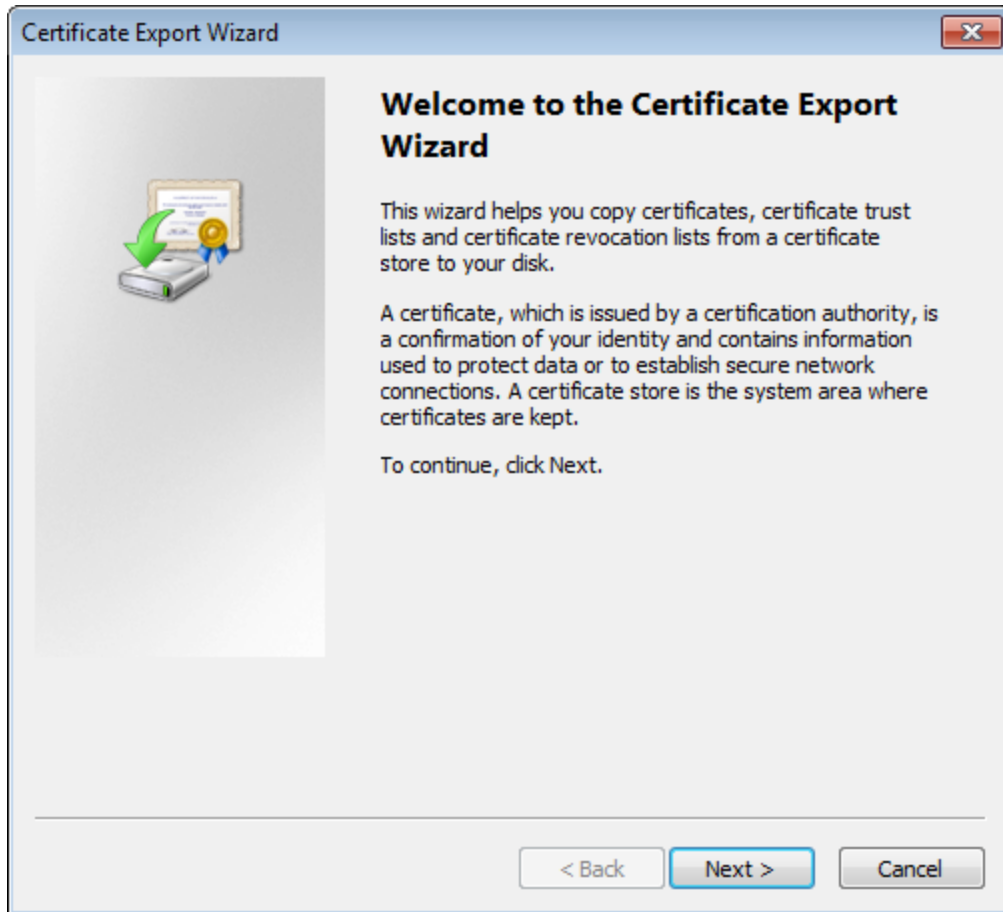 Certificate Export Wizard
Welcome to the Certificate Export
Wizard
This wizard helps you copy certificates, certificate trust
lists and certificate revocation lists from a certificate
store to your disk.
A certificate, which is issued by a certification authority, is
a confirmation of your identity and contains information
used to protect data or to establish secure network
connections. A certificate store is the system area where
certificates are kept.
To continue, click Next.
< Back
Next >
Cancel